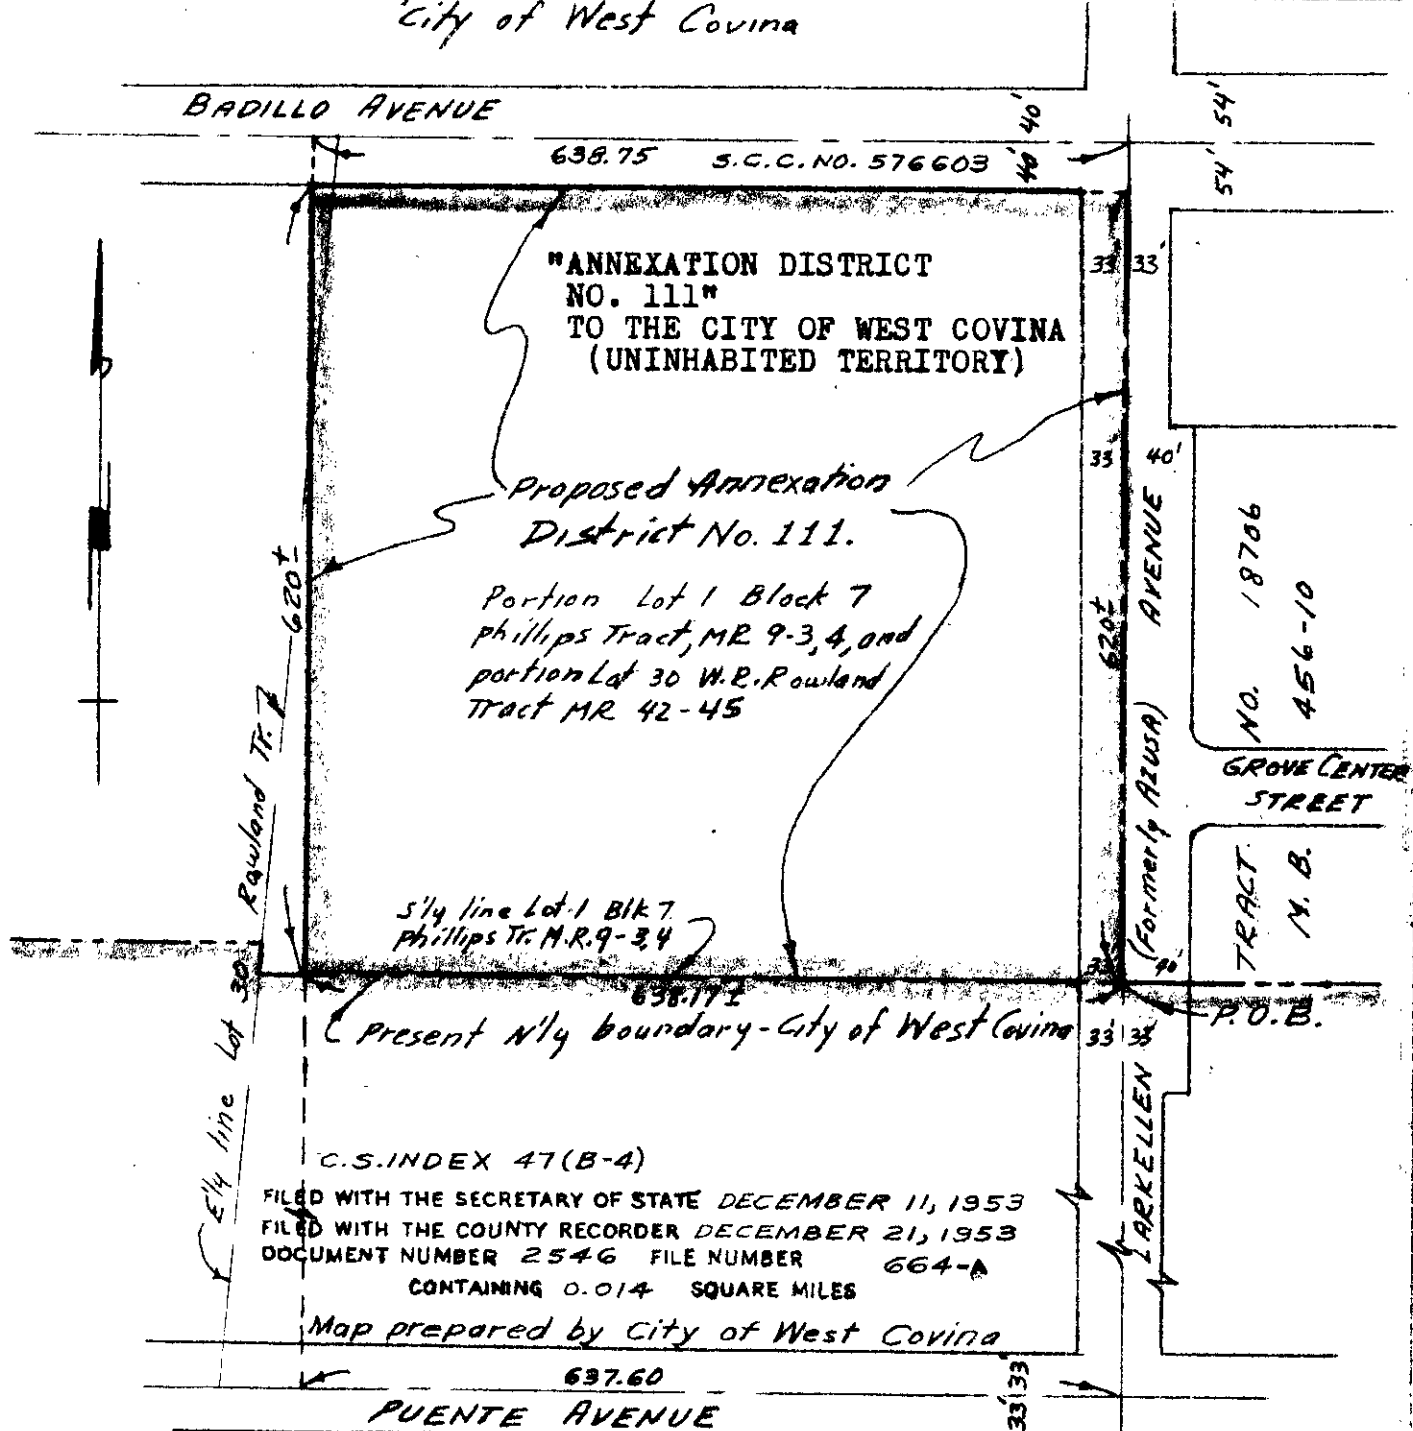 City of West Covina
BADILLO AVENUE
638.75 S.C.C. NO. 576603
40' 40'
54' 54'
"ANNEXATION DISTRICT
NO. 111"
TO THE CITY OF WEST COVINA
(UNINHABITED TERRITORY)
33' 33'
33 40'
Proposed Annexation
District No. 111.
Portion Lot 1 Block 7
Phillips Tract, MR 9-3,4, and
portion Lot 30 W.R. Rowland
Tract MR 42-45
620±
620±
E'ly line Lot 30 Rowland Tr.
LARKELLEN (Formerly AZUSA) AVENUE
TRACT NO. 18706
M. B. 456-10
GROVE CENTER
STREET
S'ly line Lot 1 Blk 7
Phillips Tr. M.R. 9-3,4
40'
638.17±
P.O.B.
Present N'ly boundary - City of West Covina
33 33'
C.S. INDEX 47 (B-4)
FILED WITH THE SECRETARY OF STATE DECEMBER 11, 1953
FILED WITH THE COUNTY RECORDER DECEMBER 21, 1953
DOCUMENT NUMBER 2546 FILE NUMBER 664-A
CONTAINING 0.014 SQUARE MILES
Map prepared by City of West Covina
637.60
33' 33'
PUENTE AVENUE